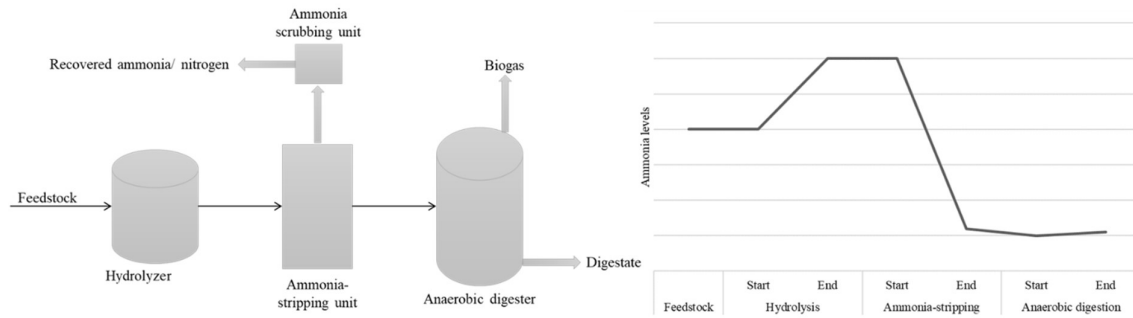 Ammonia
scrubbing unit
Recovered ammonia/ nitrogen
Biogas
Feedstock
Hydrolyzer
Ammonia-
stripping unit
Anaerobic digester
Digestate
Ammonia levels
Start End Start End Start End
Feedstock Hydrolysis Ammonia-stripping Anaerobic digestion